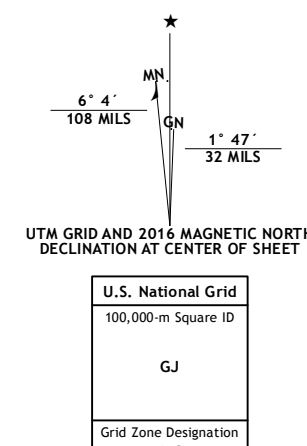 ★
MN
6° 4´
108 MILS
GN
1° 47´
32 MILS
UTM GRID AND 2016 MAGNETIC NORTH
DECLINATION AT CENTER OF SHEET
U.S. National Grid
100,000-m Square ID
GJ
Grid Zone Designation